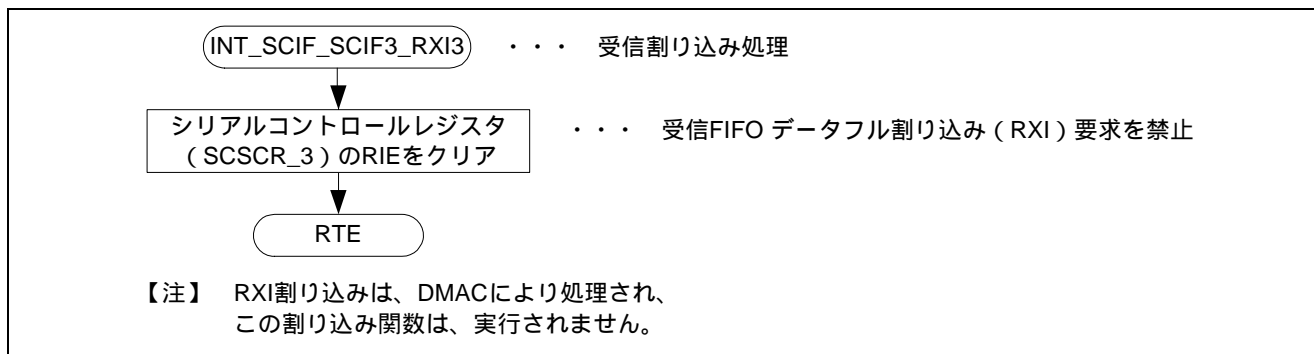 INT_SCIF_SCIF3_RXI3 ・・・ 受信割り込み処理
シリアルコントロールレジスタ
(SCSCR_3)のRIEをクリア
・・・ 受信FIFO データフル割り込み(RXI)要求を禁止
RTE
【注】 RXI割り込みは、DMACにより処理され、
この割り込み関数は、実行されません。